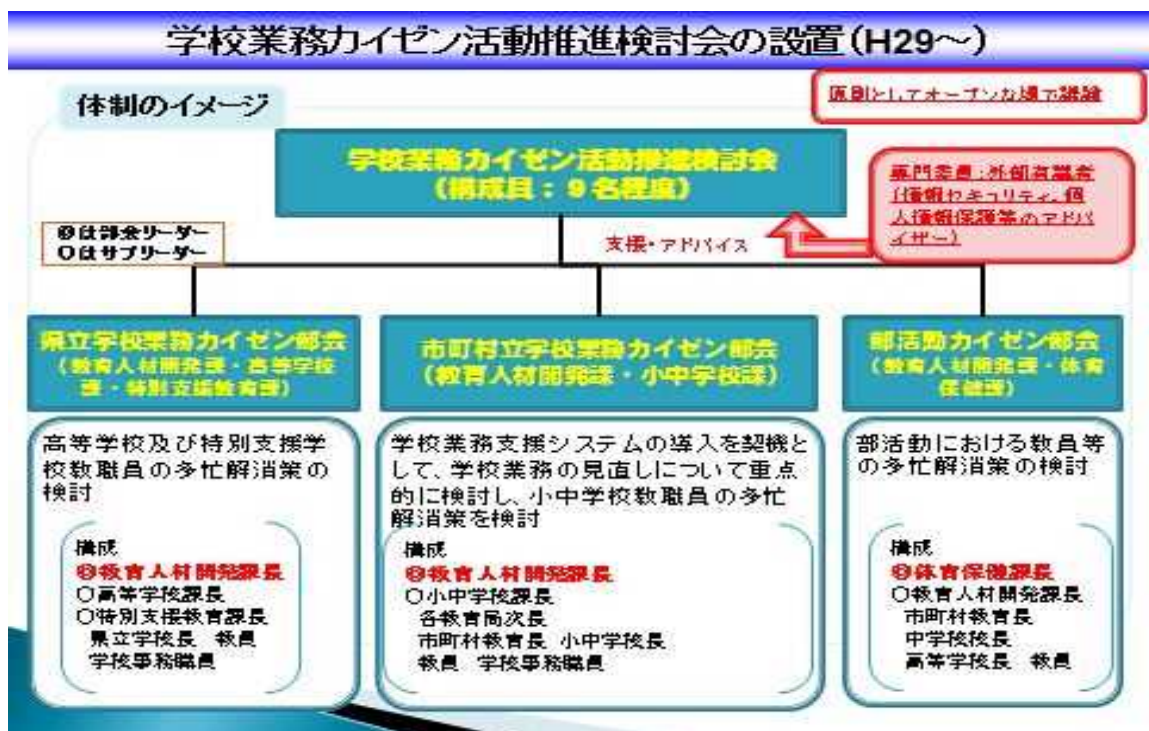 学校業務カイゼン活動推進検討会の設置(H29～)
原則としてオープンな場で議論
体制のイメージ
学校業務カイゼン活動推進検討会
(構成員：9名程度)
専門委員：外部有識者
(情報セキュリティ、個
人情報保護等のアドバ
イザー)
◎は部会リーダー
○はサブリーダー
支援・アドバイス
県立学校業務カイゼン部会
(教育人材開発課・高等学校
課・特別支援教育課)
高等学校及び特別支援学
校教職員の多忙解消策の
検討
構成
◎教育人材開発課長
○高等学校課長
○特別支援教育課長
県立学校長 教員
学校事務職員
市町村立学校業務カイゼン部会
(教育人材開発課・小中学校課)
学校業務支援システムの導入を契機と
して、学校業務の見直しについて重点
的に検討し、小中学校教職員の多忙
解消策を検討
構成
◎教育人材開発課長
○小中学校課長
各教育局次長
市町村教育長 小中学校長
教員 学校事務職員
部活動カイゼン部会
(教育人材開発課・体育
保健課)
部活動における教員等
の多忙解消策の検討
構成
◎体育保健課長
○教育人材開発課長
市町村教育長
中学校校長
高等学校長 教員